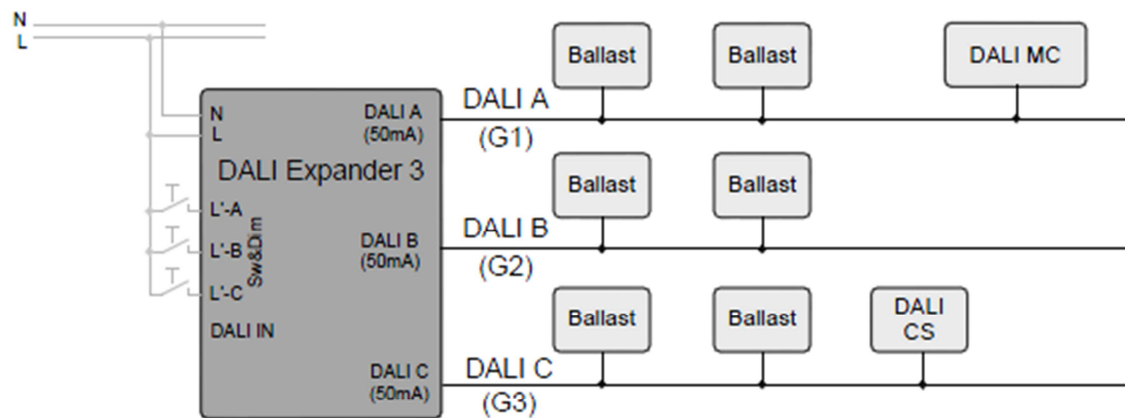 N
L
Ballast
Ballast
DALI MC
DALI A
(G1)
N
L
DALI A
(50mA)
DALI Expander 3
Ballast
Ballast
L'-A
L'-B
L'-C
Sw&Dim
DALI B
(50mA)
DALI B
(G2)
Ballast
Ballast
DALI
CS
DALI IN
DALI C
(50mA)
DALI C
(G3)